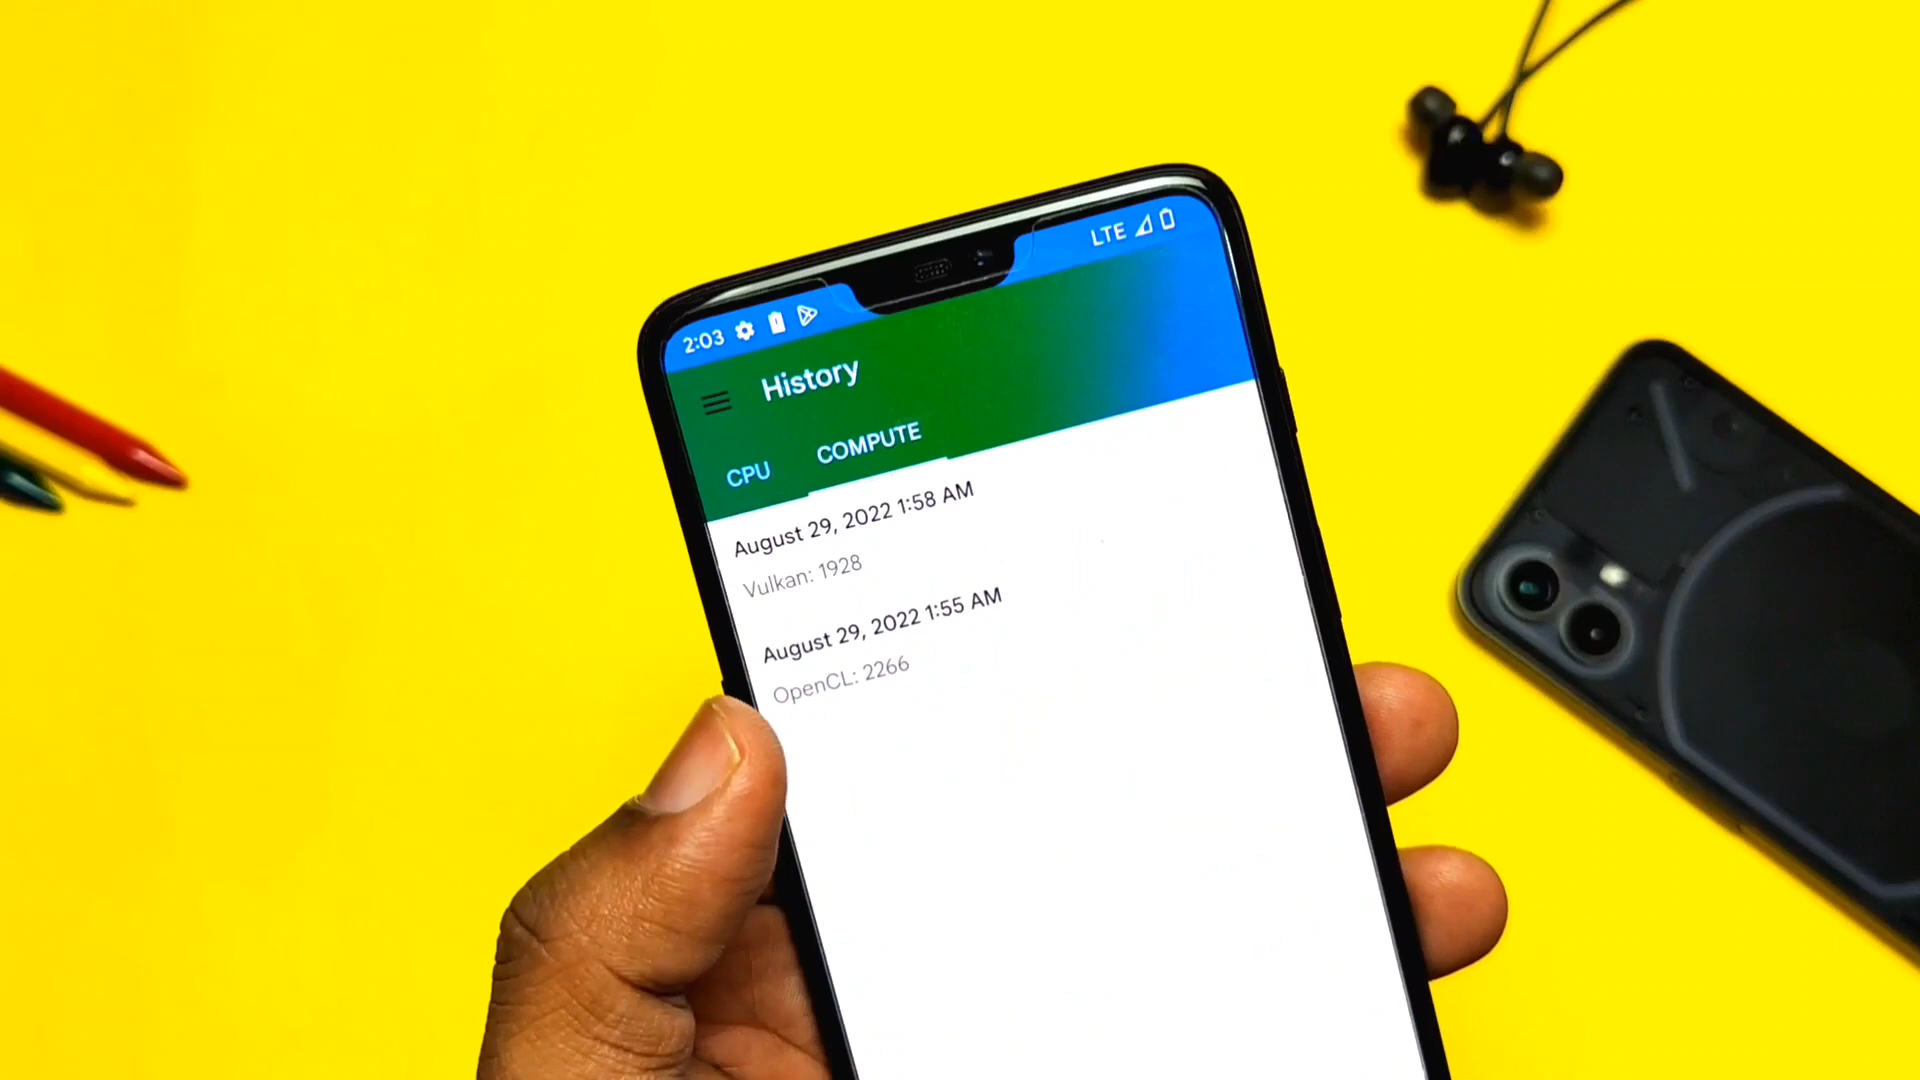 2:03
LTE
History
CPU
COMPUTE
August 29, 2022 1:58 AM
Vulkan: 1928
August 29, 2022 1:55 AM
OpenCL: 2266